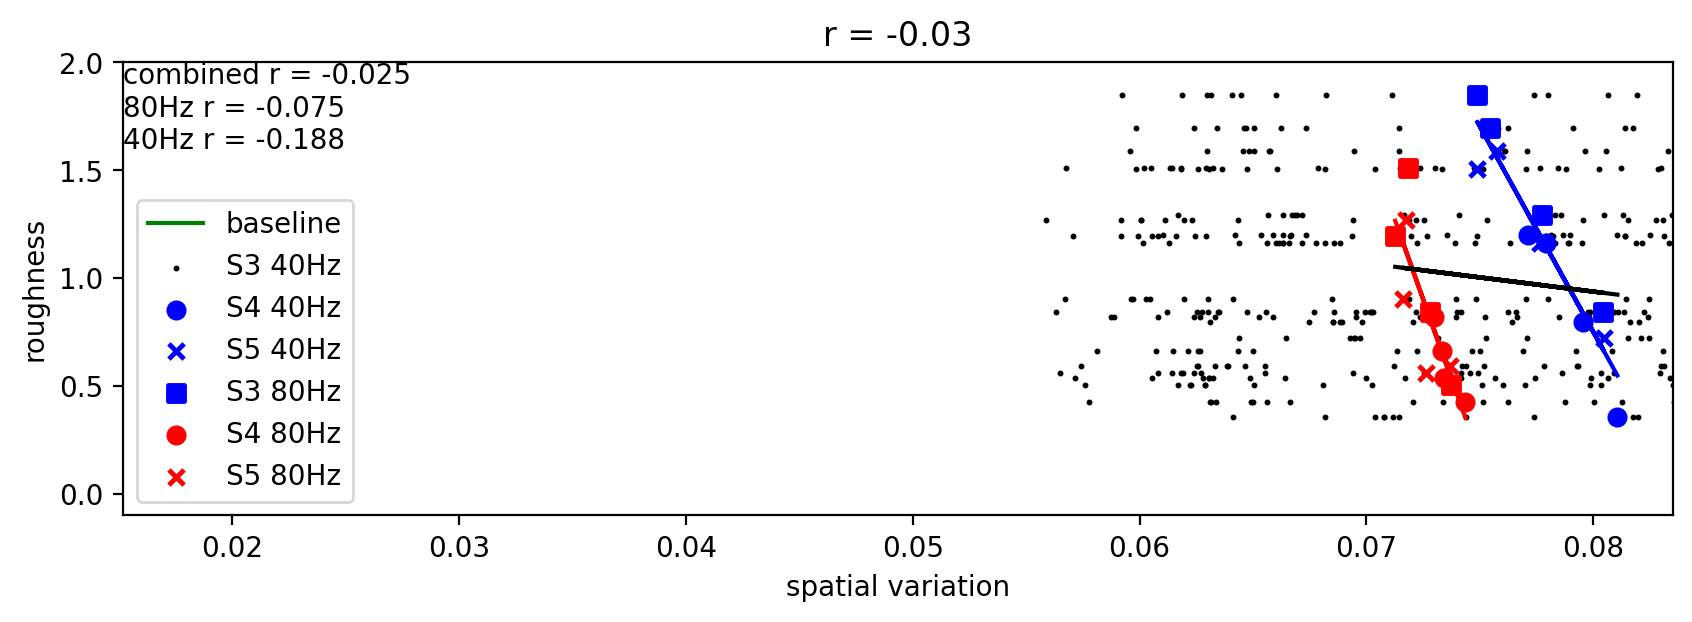 r = -0.03
combined r = -0.025
80Hz r = -0.075
40Hz r = -0.188
baseline
S3 40Hz
S4 40Hz
S5 40Hz
S3 80Hz
S4 80Hz
S5 80Hz
roughness
2.0
1.5
1.0
0.5
0.0
0.02 0.03 0.04 0.05 0.06 0.07 0.08
spatial variation